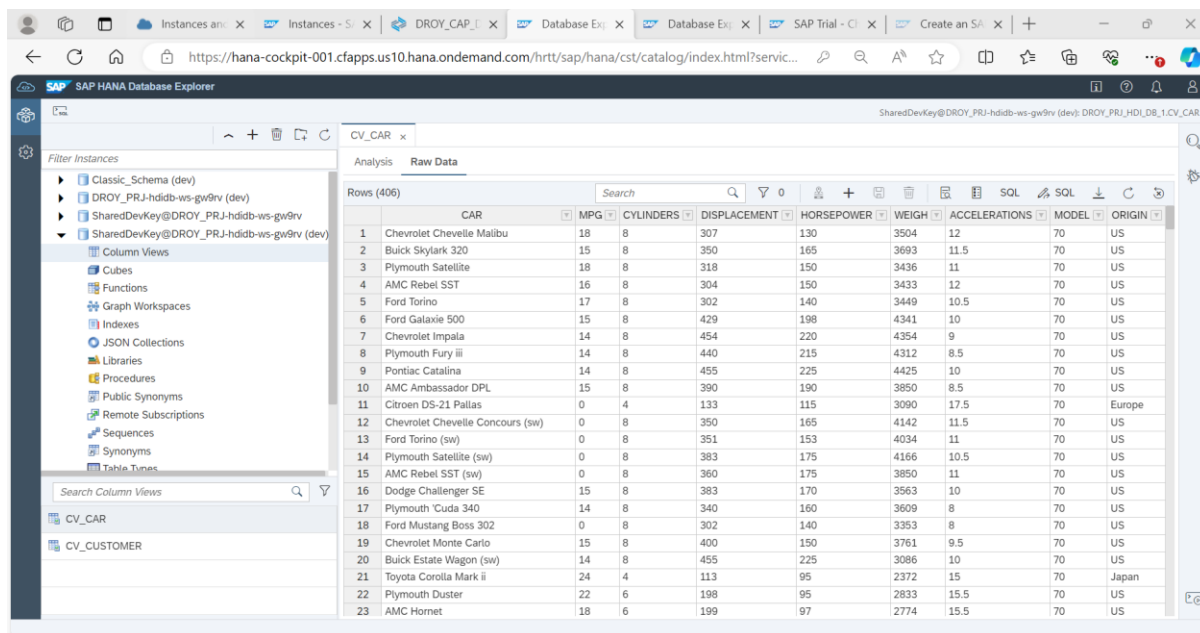 Instances and
Instances - SA
DROY_CAP_D
Database Exp
Database Exp
SAP Trial - Ch
Create an SA
https://hana-cockpit-001.cfapps.us10.hana.ondemand.com/hrtt/sap/hana/cst/catalog/index.html?servic...
SAP SAP HANA Database Explorer
SharedDevKey@DROY_PRJ-hdidb-ws-gw9rv (dev): DROY_PRJ_HDI_DB_1.CV_CAR
CV_CAR
Filter Instances
Analysis Raw Data
Classic_Schema (dev)
DROY_PRJ-hdidb-ws-gw9rv (dev)
SharedDevKey@DROY_PRJ-hdidb-ws-gw9rv
SharedDevKey@DROY_PRJ-hdidb-ws-gw9rv (dev)
Column Views
Cubes
Functions
Graph Workspaces
Indexes
JSON Collections
Libraries
Procedures
Public Synonyms
Remote Subscriptions
Sequences
Synonyms
Table Types
Search Column Views
CV_CAR
CV_CUSTOMER
Rows (406) Search 0 SQL SQL
CAR MPG CYLINDERS DISPLACEMENT HORSEPOWER WEIGH ACCELERATIONS MODEL ORIGIN
1 Chevrolet Chevelle Malibu 18 8 307 130 3504 12 70 US
2 Buick Skylark 320 15 8 350 165 3693 11.5 70 US
3 Plymouth Satellite 18 8 318 150 3436 11 70 US
4 AMC Rebel SST 16 8 304 150 3433 12 70 US
5 Ford Torino 17 8 302 140 3449 10.5 70 US
6 Ford Galaxie 500 15 8 429 198 4341 10 70 US
7 Chevrolet Impala 14 8 454 220 4354 9 70 US
8 Plymouth Fury iii 14 8 440 215 4312 8.5 70 US
9 Pontiac Catalina 14 8 455 225 4425 10 70 US
10 AMC Ambassador DPL 15 8 390 190 3850 8.5 70 US
11 Citroen DS-21 Pallas 0 4 133 115 3090 17.5 70 Europe
12 Chevrolet Chevelle Concours (sw) 0 8 350 165 4142 11.5 70 US
13 Ford Torino (sw) 0 8 351 153 4034 11 70 US
14 Plymouth Satellite (sw) 0 8 383 175 4166 10.5 70 US
15 AMC Rebel SST (sw) 0 8 360 175 3850 11 70 US
16 Dodge Challenger SE 15 8 383 170 3563 10 70 US
17 Plymouth 'Cuda 340 14 8 340 160 3609 8 70 US
18 Ford Mustang Boss 302 0 8 302 140 3353 8 70 US
19 Chevrolet Monte Carlo 15 8 400 150 3761 9.5 70 US
20 Buick Estate Wagon (sw) 14 8 455 225 3086 10 70 US
21 Toyota Corolla Mark ii 24 4 113 95 2372 15 70 Japan
22 Plymouth Duster 22 6 198 95 2833 15.5 70 US
23 AMC Hornet 18 6 199 97 2774 15.5 70 US